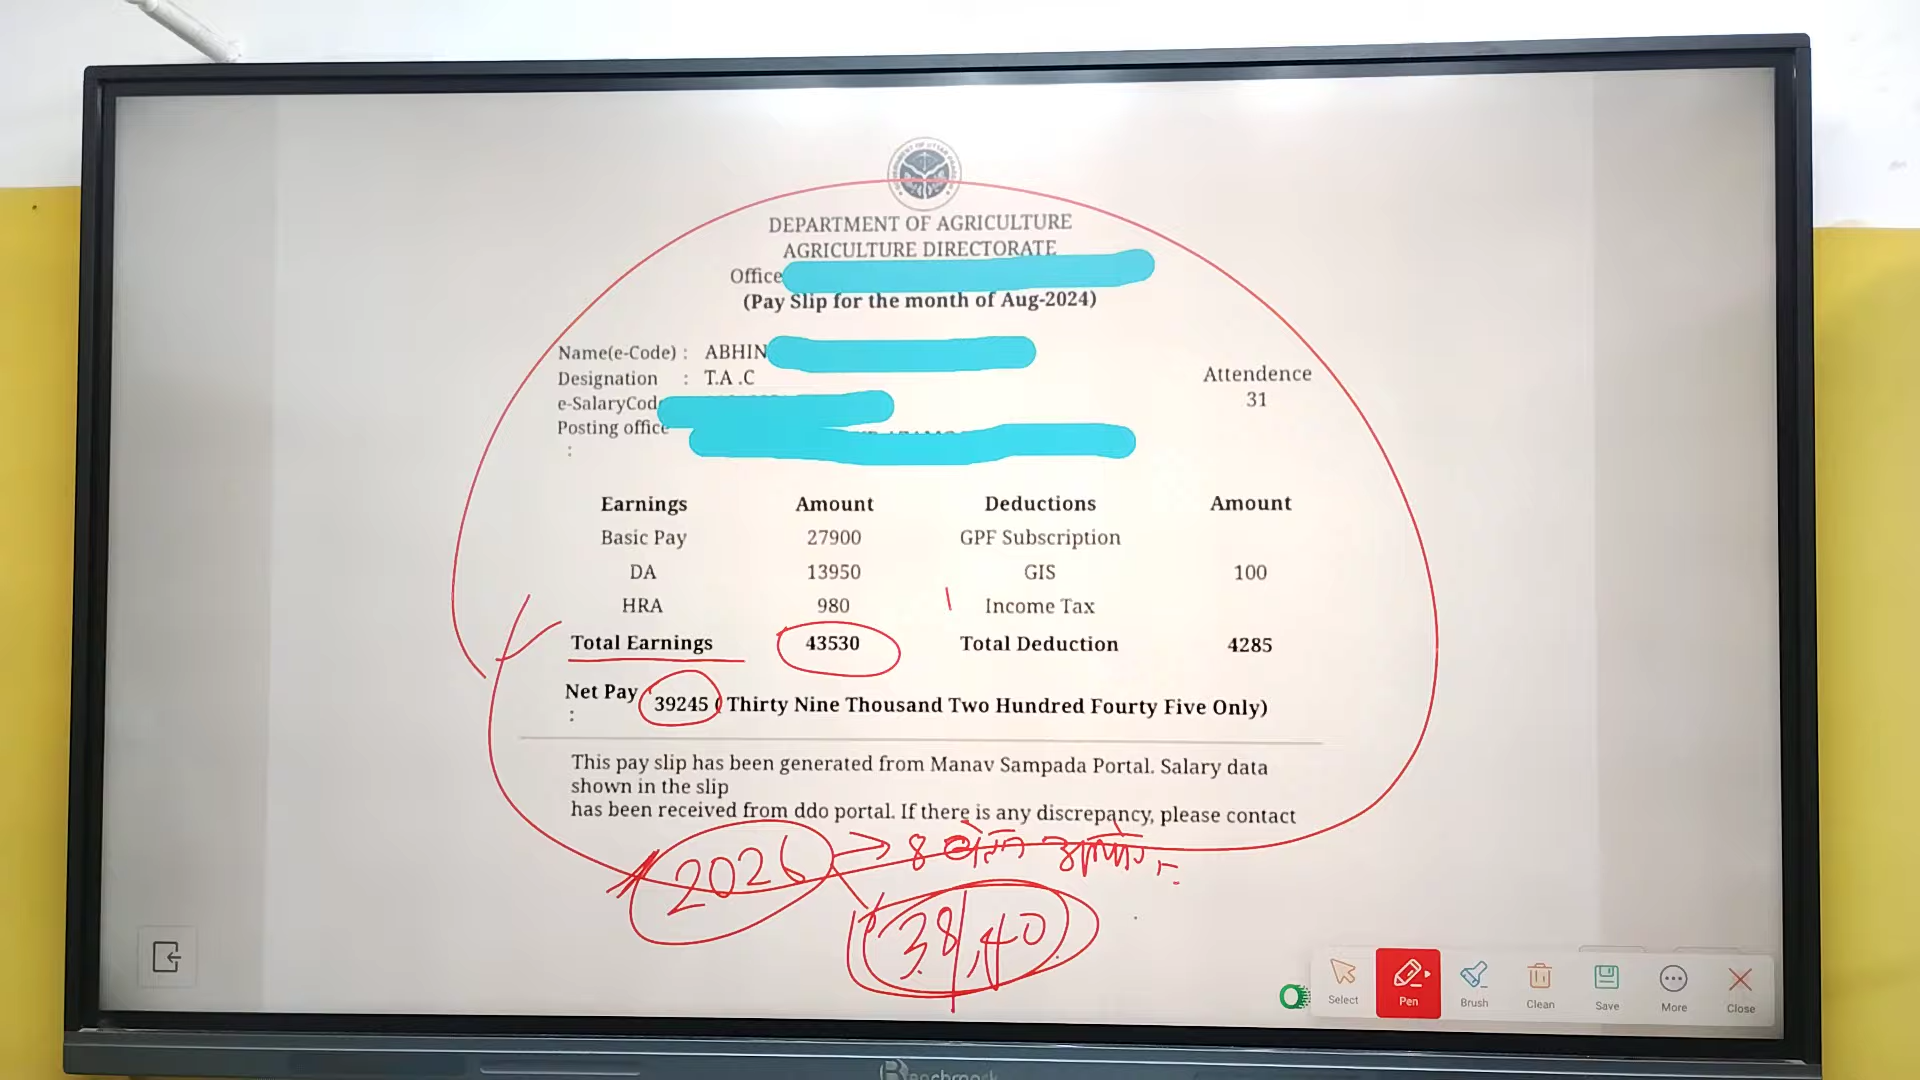 DEPARTMENT OF AGRICULTURE
AGRICULTURE DIRECTORATE
Office
(Pay Slip for the month of Aug-2024)
Name(e-Code) : ABHIN
Designation : T.A .C
Attendence
e-SalaryCode
31
Posting office
:
Earnings Amount Deductions Amount
Basic Pay 27900 GPF Subscription
DA 13950 GIS 100
HRA 980 Income Tax
Total Earnings 43530 Total Deduction 4285
Net Pay 39245 ( Thirty Nine Thousand Two Hundred Fourty Five Only)
:
This pay slip has been generated from Manav Sampada Portal. Salary data
shown in the slip
has been received from ddo portal. If there is any discrepancy, please contact
2026 → 8 वेतन
38,40
Select Pen Brush Clean Save More Close